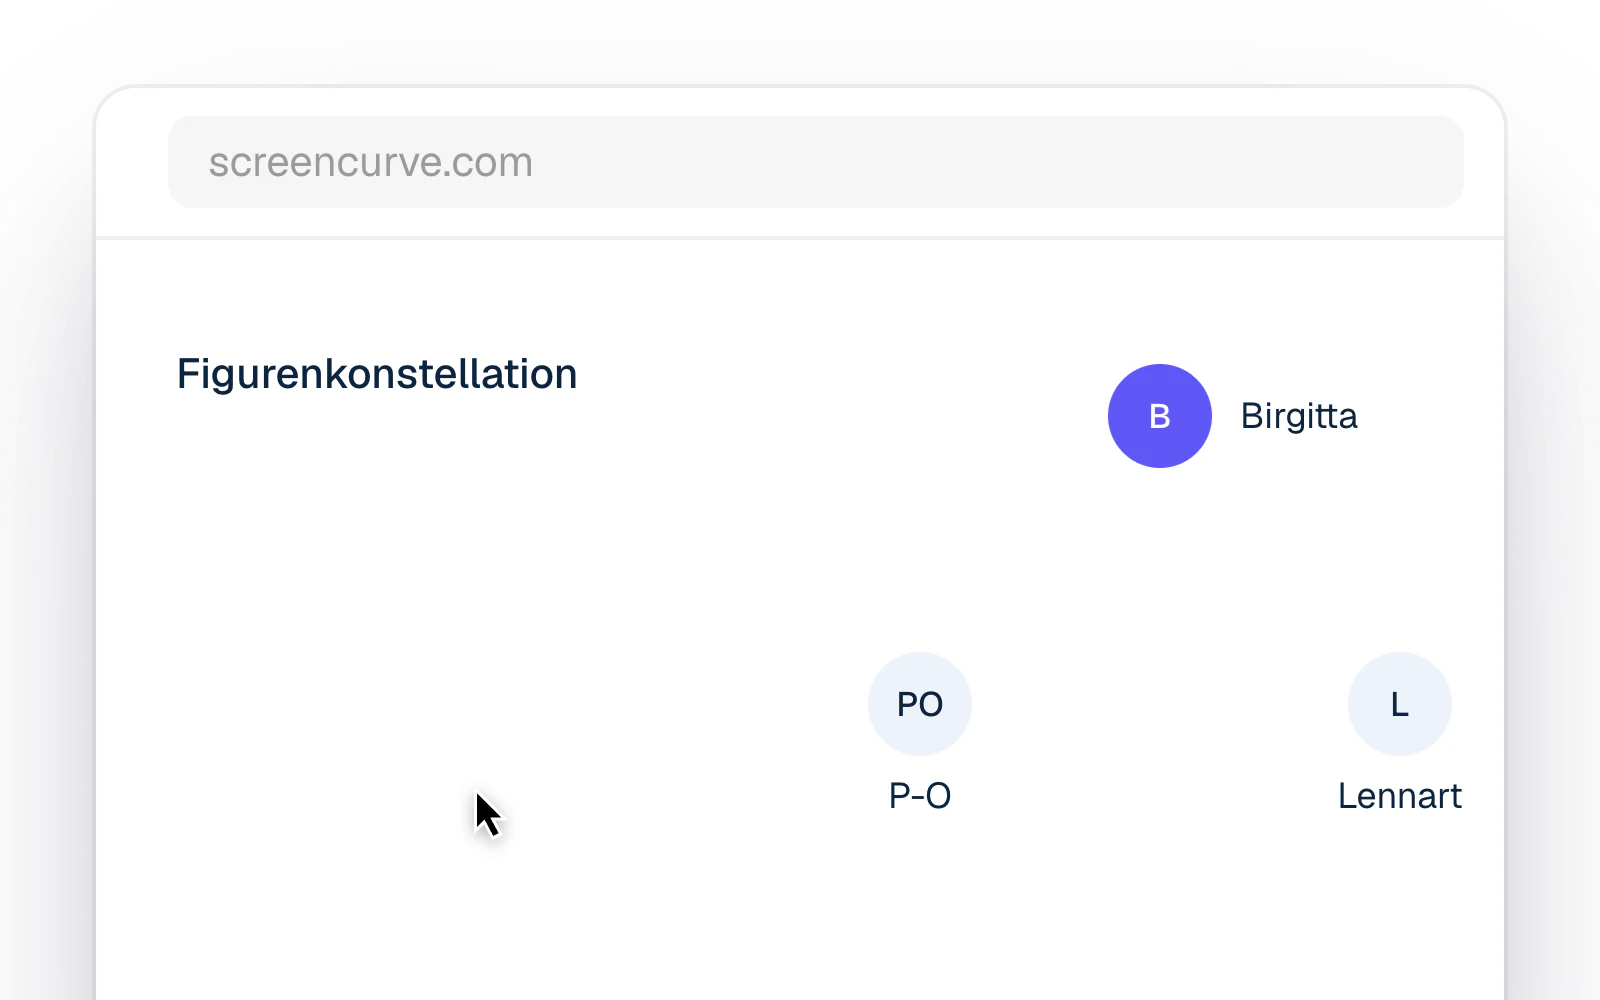 screencurve.com
Figurenkonstellation
B
Birgitta
PO
P-O
L
Lennart